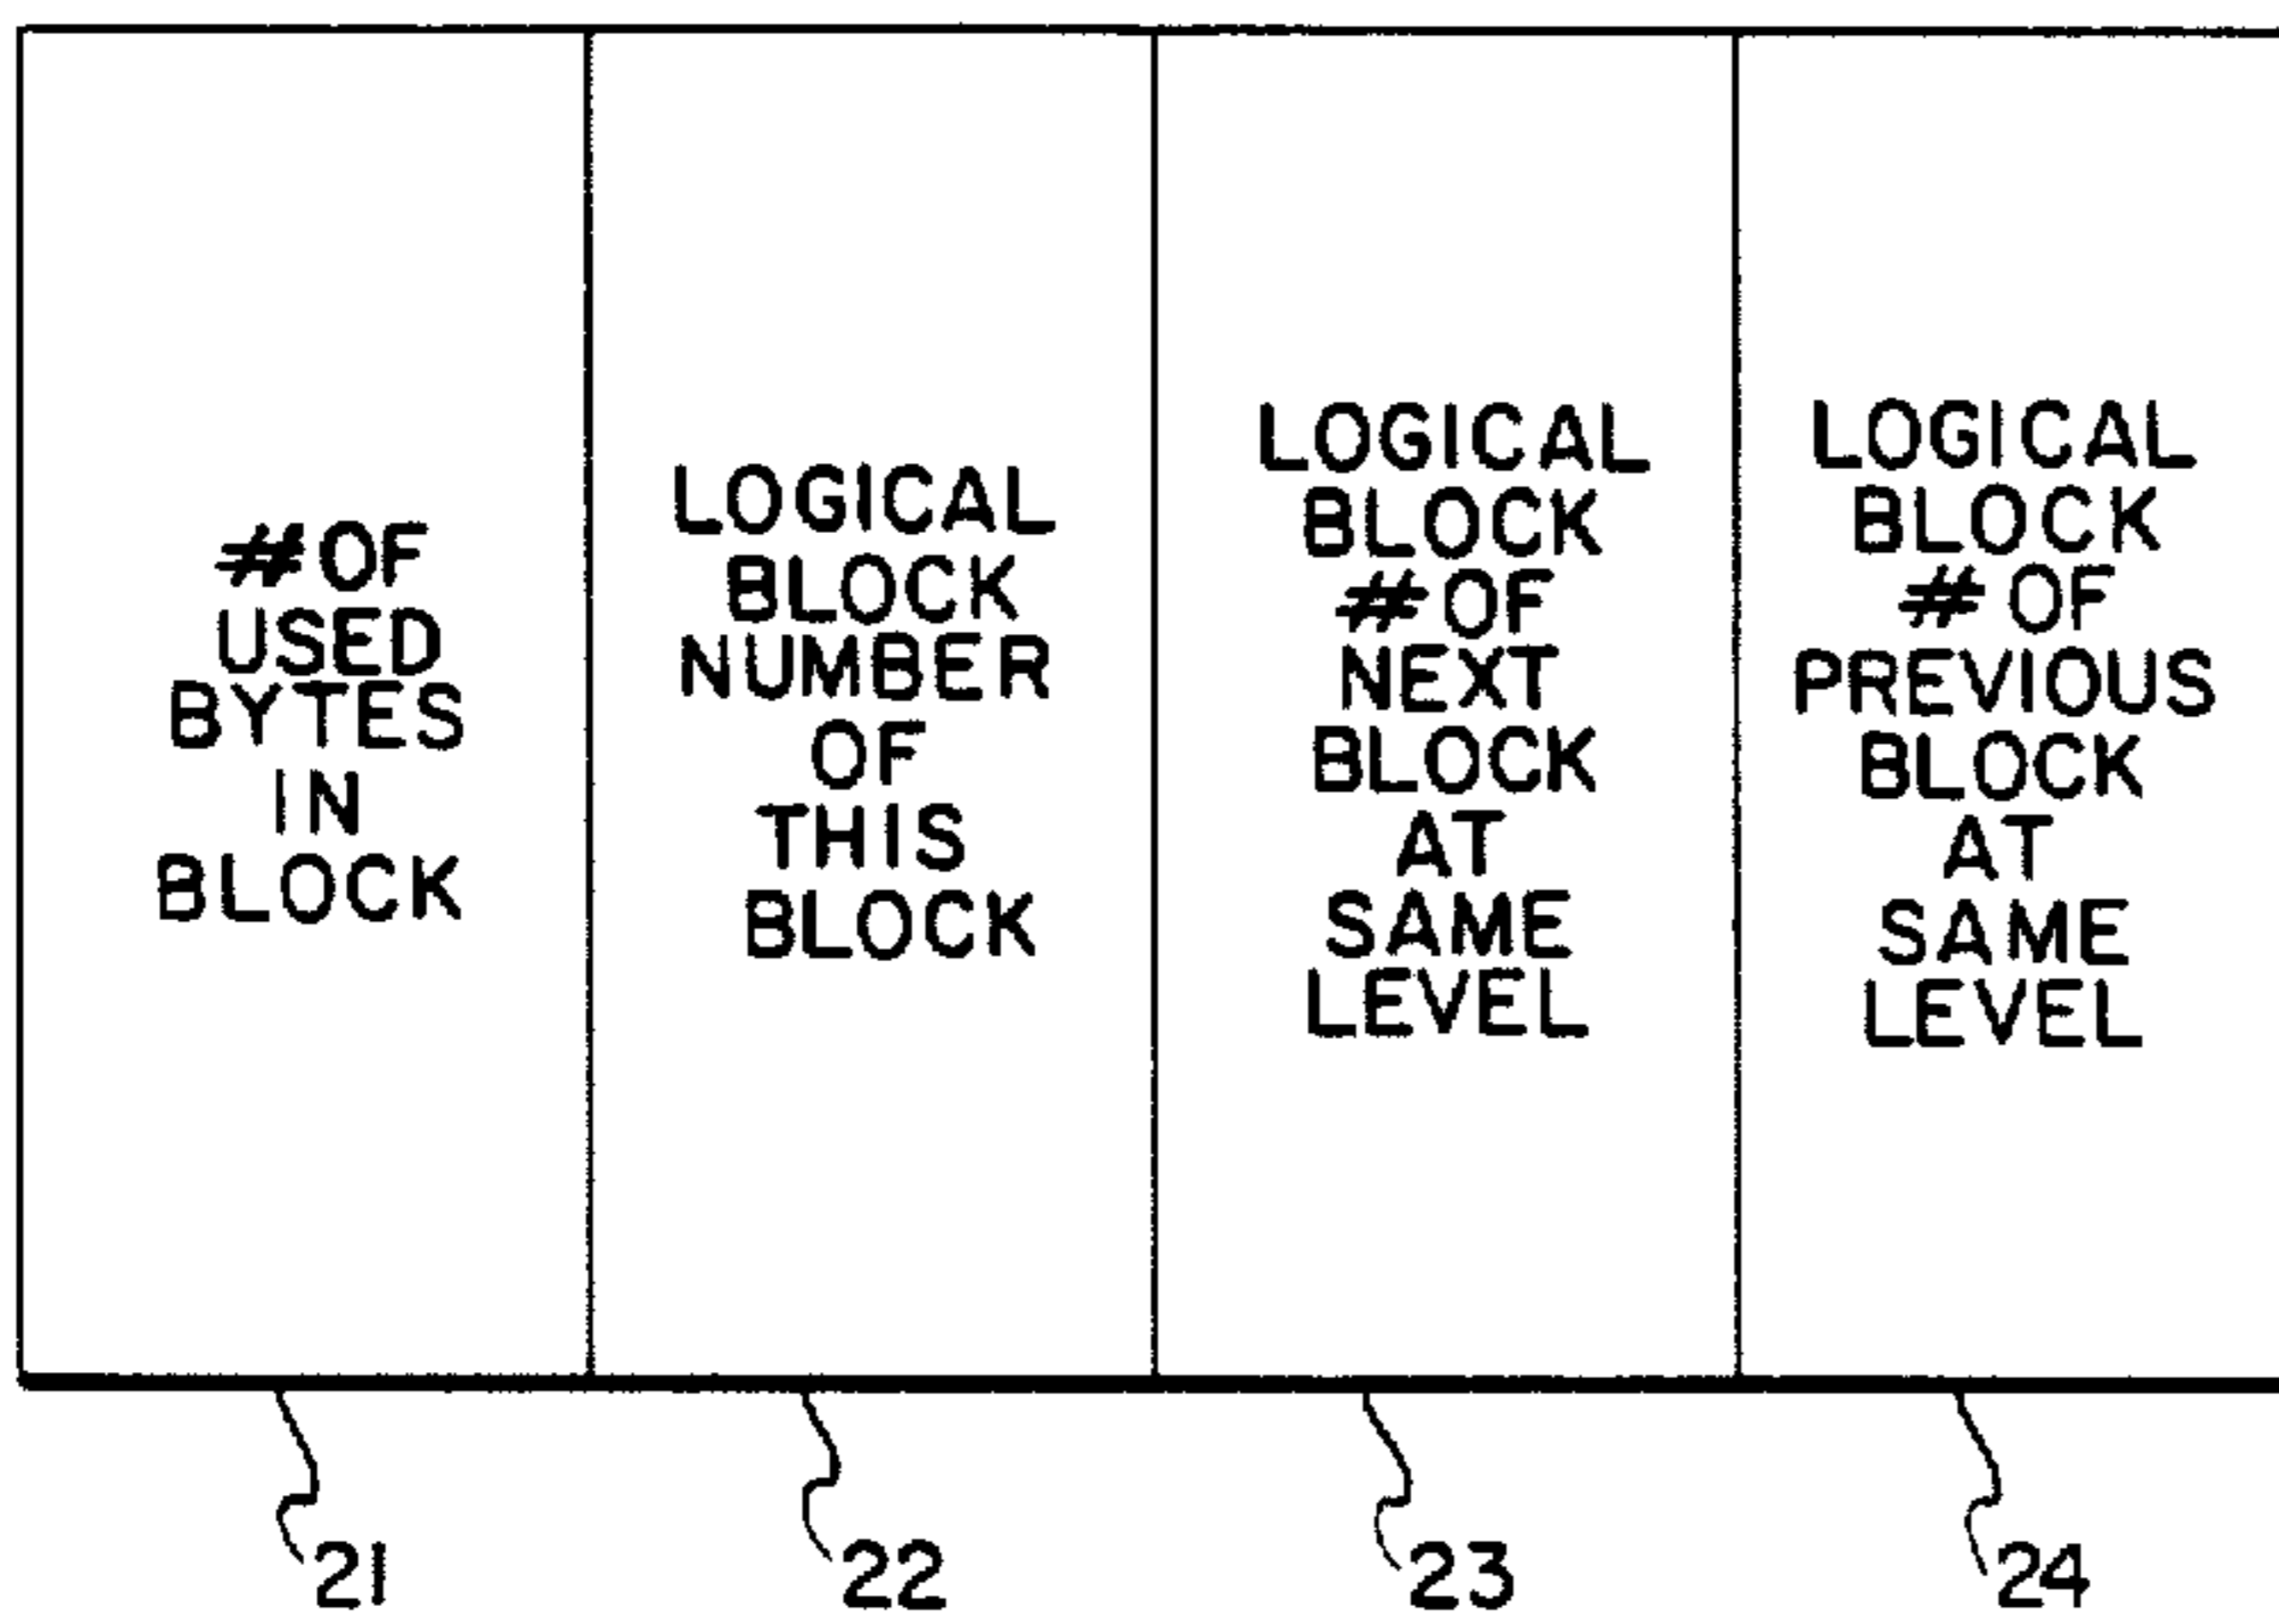 # OF
USED
BYTES
IN
BLOCK
LOGICAL
BLOCK
NUMBER
OF
THIS
BLOCK
LOGICAL
BLOCK
# OF
NEXT
BLOCK
AT
SAME
LEVEL
LOGICAL
BLOCK
# OF
PREVIOUS
BLOCK
AT
SAME
LEVEL
21
22
23
24